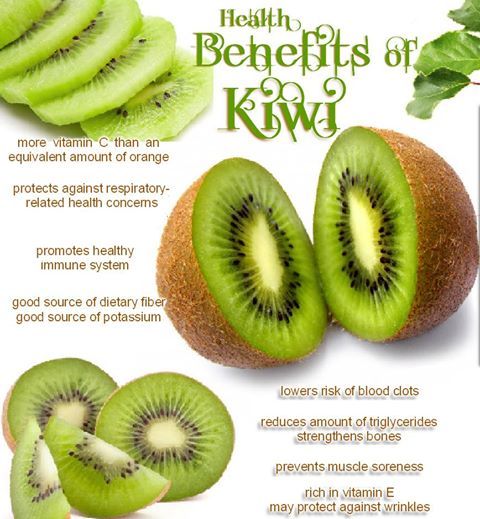 Health
Benefits of
Kiwi
more vitamin C than an
equivalent amount of orange
protects against respiratory-
related health concerns
promotes healthy
immune system
good source of dietary fiber
good source of potassium
lowers risk of blood clots
reduces amount of triglycerides
strengthens bones
prevents muscle soreness
rich in vitamin E
may protect against wrinkles